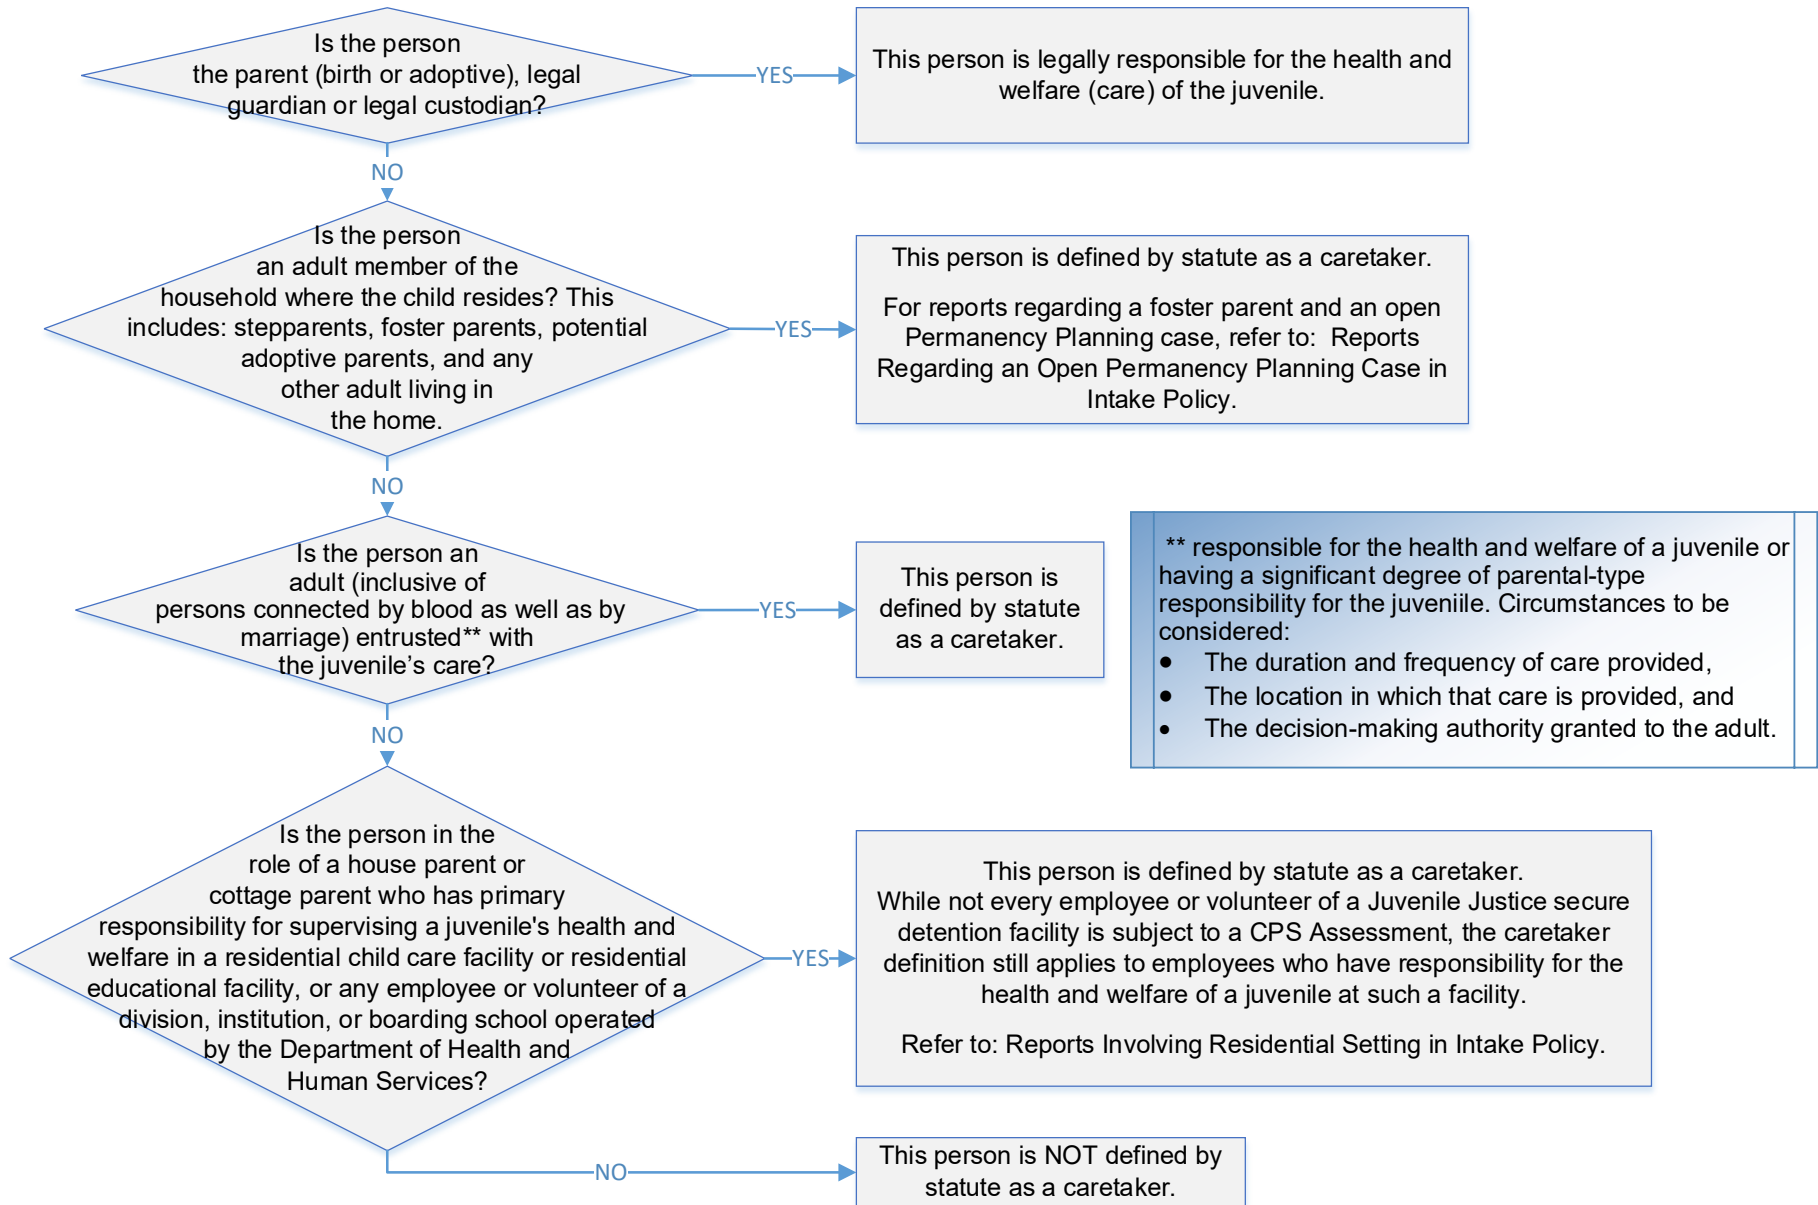 Is the person
the parent (birth or adoptive), legal
guardian or legal custodian?
YES
This person is legally responsible for the health and
welfare (care) of the juvenile.
NO
Is the person
an adult member of the
household where the child resides? This
includes: stepparents, foster parents, potential
adoptive parents, and any
other adult living in
the home.
YES
This person is defined by statute as a caretaker.
For reports regarding a foster parent and an open
Permanency Planning case, refer to:  Reports
Regarding an Open Permanency Planning Case in
Intake Policy.
NO
Is the person an
adult (inclusive of
persons connected by blood as well as by
marriage) entrusted** with
the juvenile’s care?
YES
This person is
defined by statute
as a caretaker.
** responsible for the health and welfare of a juvenile or
having a significant degree of parental-type
responsibility for the juveniile. Circumstances to be
considered:
• The duration and frequency of care provided,
• The location in which that care is provided, and
• The decision-making authority granted to the adult.
NO
Is the person in the
role of a house parent or
cottage parent who has primary
responsibility for supervising a juvenile's health and
welfare in a residential child care facility or residential
educational facility, or any employee or volunteer of a
division, institution, or boarding school operated
by the Department of Health and
Human Services?
YES
This person is defined by statute as a caretaker.
While not every employee or volunteer of a Juvenile Justice secure
detention facility is subject to a CPS Assessment, the caretaker
definition still applies to employees who have responsibility for the
health and welfare of a juvenile at such a facility.
Refer to: Reports Involving Residential Setting in Intake Policy.
NO
This person is NOT defined by
statute as a caretaker.